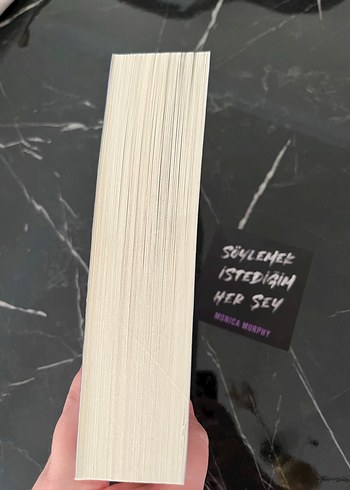 SÖYLEMEK
İSTEDİĞİM
HER ŞEY
MONICA MURPHY